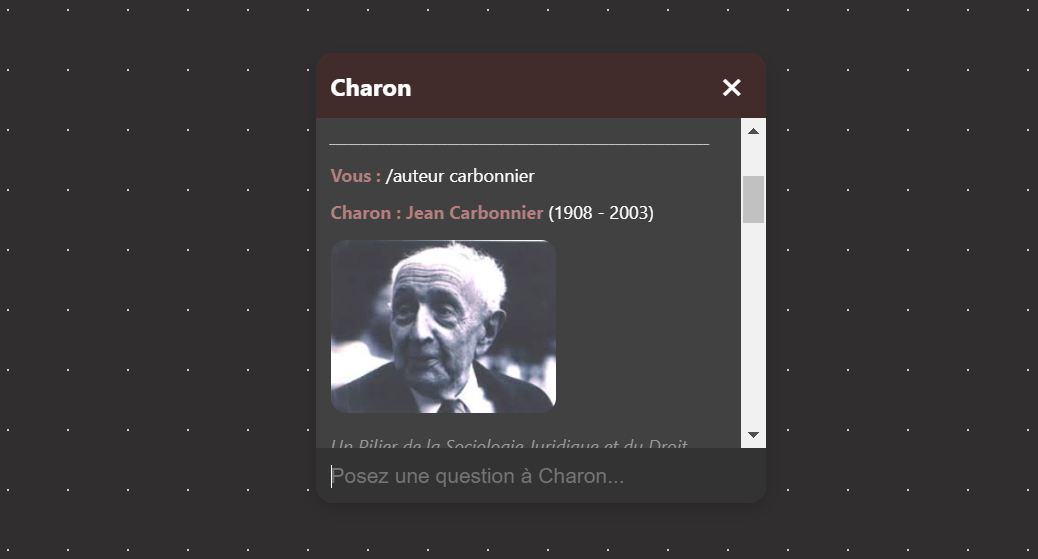 Charon
Vous : /auteur carbonnier
Charon : Jean Carbonnier (1908 - 2003)
Un Pilier de la Sociologie Juridique et du Droit
Posez une question à Charon...